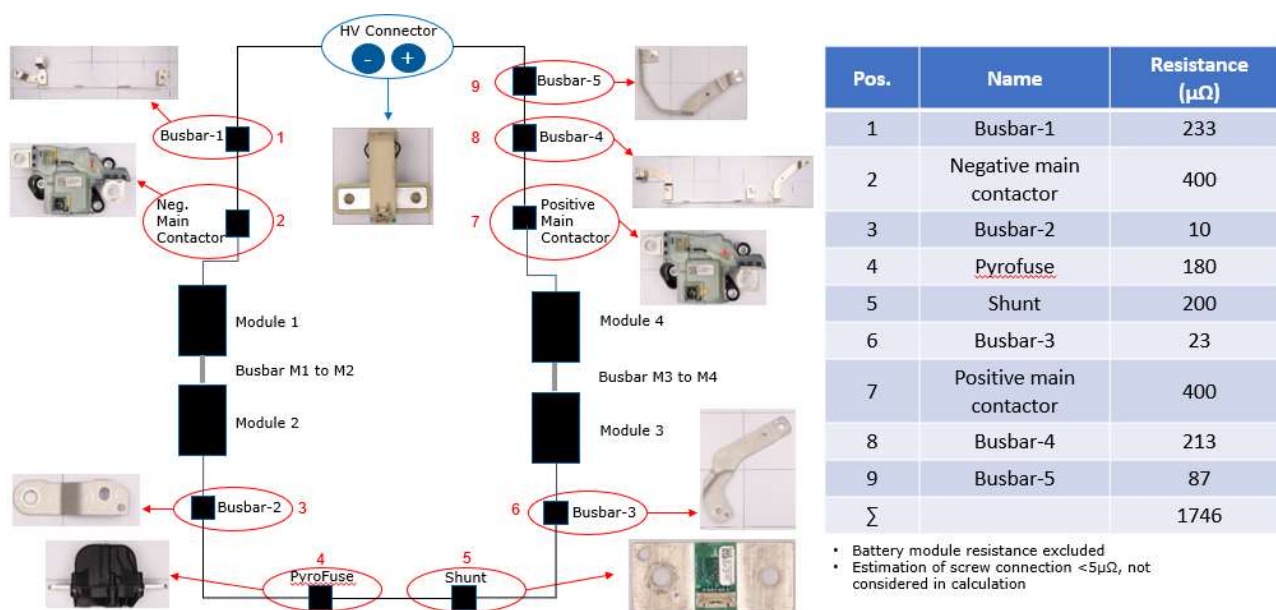 HV Connector
- +
Busbar-1
1
Neg.
Main
Contactor
2
Module 1
Busbar M1 to M2
Module 2
Busbar-2
3
4
PyroFuse
5
Shunt
6
Busbar-3
Module 3
Busbar M3 to M4
Module 4
7
Positive
Main
Contactor
8
Busbar-4
9
Busbar-5
Pos. Name Resistance
(μΩ)
1 Busbar-1 233
2 Negative main
contactor 400
3 Busbar-2 10
4 Pyrofuse 180
5 Shunt 200
6 Busbar-3 23
7 Positive main
contactor 400
8 Busbar-4 213
9 Busbar-5 87
∑ 1746
• Battery module resistance excluded
• Estimation of screw connection <5μΩ, not
considered in calculation